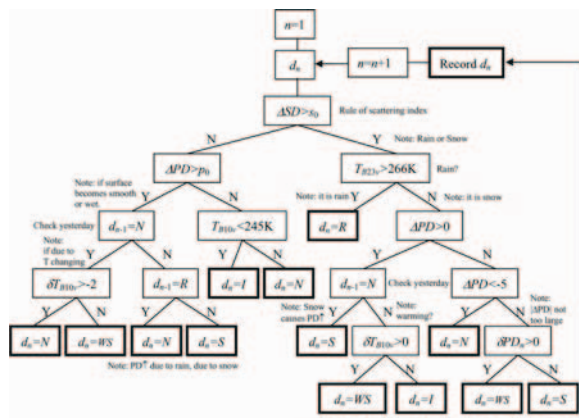 n=1
d_n
n=n+1
Record d_n
ΔSD>s_0
Rule of scattering index
N
Y
Note: Rain or Snow
ΔPD>p_0
T_B23v>266K
Rain?
Note: if surface
becomes smooth
or wet.
Y
N
Note: it is rain
Y
N
Note: it is snow
Check yesterday
d_n-1=N
T_B10v<245K
d_n=R
ΔPD>0
Note:
if due to
T changing
Y
N
Y
N
Y
N
δT_B10v>-2
d_n-1=R
d_n=I
d_n=N
d_n-1=N
Check yesterday
ΔPD<-5
Y
N
Y
N
Note: Snow
causes PD↑
Y
N
Note:
warming?
Y
N
Note:
|ΔPD| not
too large
d_n=N
d_n=WS
d_n=N
d_n=S
d_n=S
δT_B10v>0
d_n=N
δPD_n>0
Note: PD↑ due to rain, due to snow
Y
N
Y
N
d_n=WS
d_n=I
d_n=WS
d_n=S